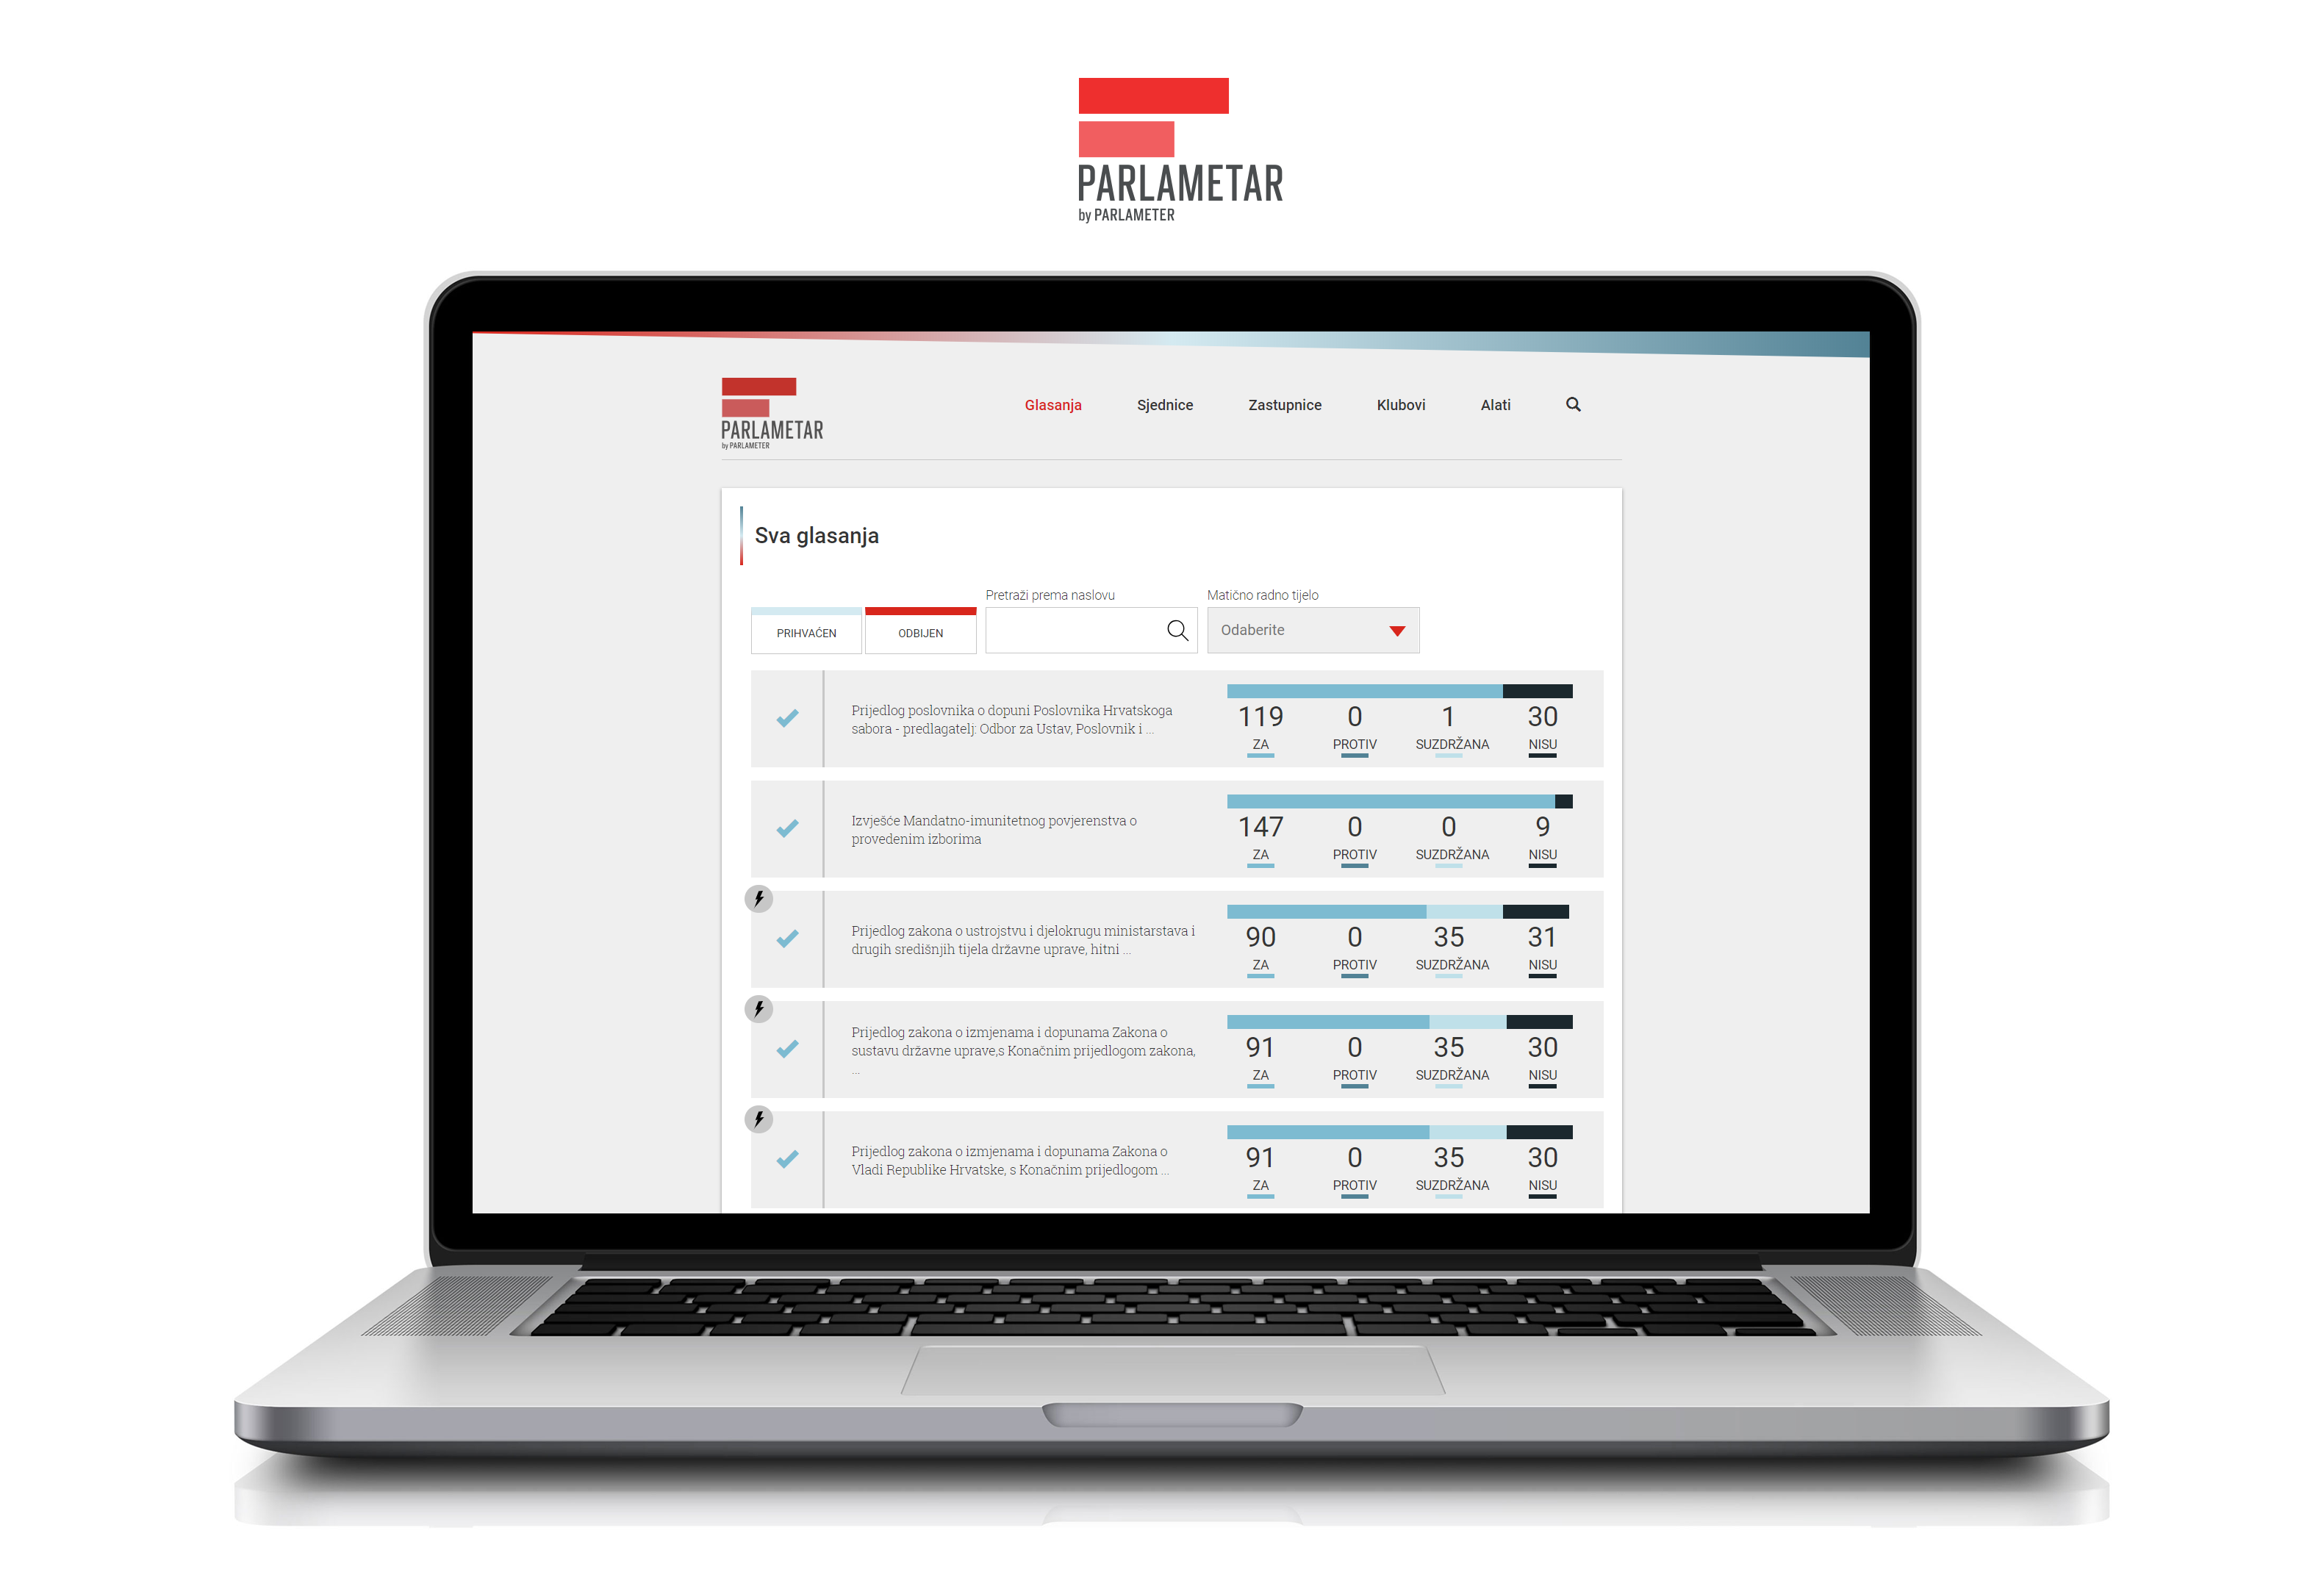 PARLAMETAR
by PARLAMETER
PARLAMETAR
by PARLAMETER
Glasanja Sjednice Zastupnice Klubovi Alati
Sva glasanja
Pretraži prema naslovu Matično radno tijelo
PRIHVAĆEN ODBIJEN Odaberite
Prijedlog poslovnika o dopuni Poslovnika Hrvatskoga
sabora - predlagatelj: Odbor za Ustav, Poslovnik i ...
119 0 1 30
ZA PROTIV SUZDRŽANA NISU
Izvješće Mandatno-imunitetnog povjerenstva o
provedenim izborima
147 0 0 9
ZA PROTIV SUZDRŽANA NISU
Prijedlog zakona o ustrojstvu i djelokrugu ministarstava i
drugih središnjih tijela državne uprave, hitni ...
90 0 35 31
ZA PROTIV SUZDRŽANA NISU
Prijedlog zakona o izmjenama i dopunama Zakona o
sustavu državne uprave,s Konačnim prijedlogom zakona,
...
91 0 35 30
ZA PROTIV SUZDRŽANA NISU
Prijedlog zakona o izmjenama i dopunama Zakona o
Vladi Republike Hrvatske, s Konačnim prijedlogom ...
91 0 35 30
ZA PROTIV SUZDRŽANA NISU